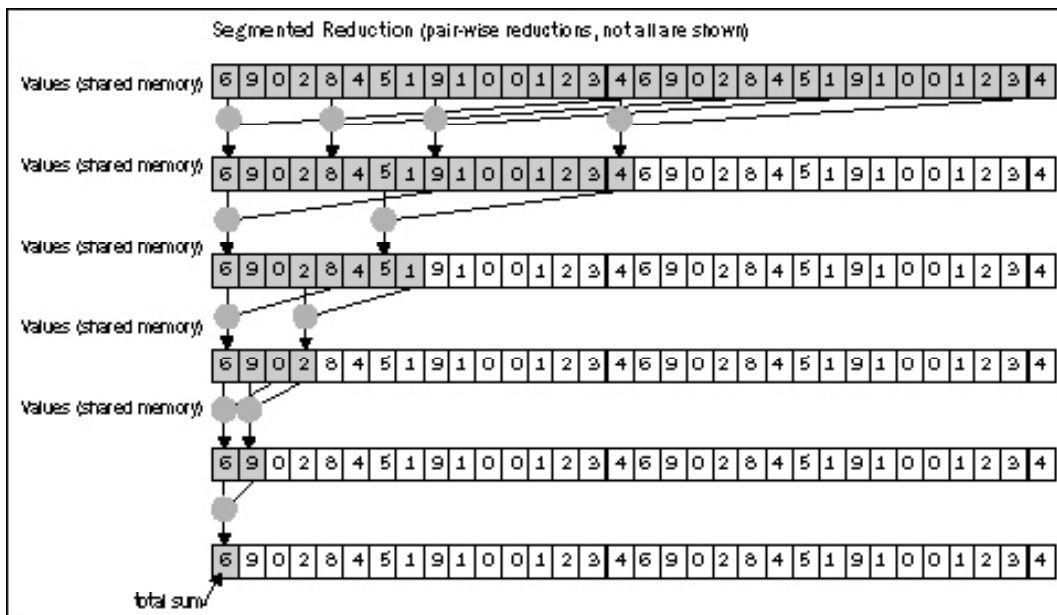 Segmented Reduction (pair-wise reductions, not all are shown)
Values (shared memory) 6 9 0 2 8 4 5 1 9 1 0 0 1 2 3 4 6 9 0 2 8 4 5 1 9 1 0 0 1 2 3 4
Values (shared memory) 6 9 0 2 8 4 5 1 9 1 0 0 1 2 3 4 6 9 0 2 8 4 5 1 9 1 0 0 1 2 3 4
Values (shared memory) 6 9 0 2 8 4 5 1 9 1 0 0 1 2 3 4 6 9 0 2 8 4 5 1 9 1 0 0 1 2 3 4
Values (shared memory)
6 9 0 2 8 4 5 1 9 1 0 0 1 2 3 4 6 9 0 2 8 4 5 1 9 1 0 0 1 2 3 4
Values (shared memory)
6 9 0 2 8 4 5 1 9 1 0 0 1 2 3 4 6 9 0 2 8 4 5 1 9 1 0 0 1 2 3 4
6 9 0 2 8 4 5 1 9 1 0 0 1 2 3 4 6 9 0 2 8 4 5 1 9 1 0 0 1 2 3 4
total sum